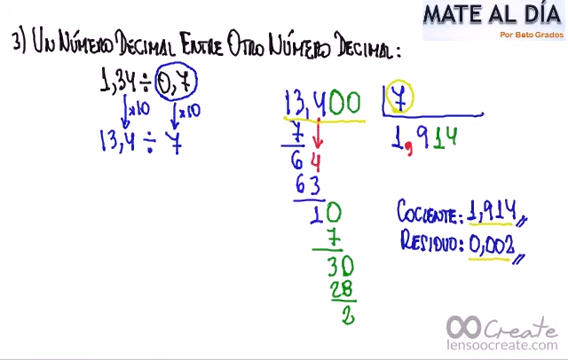 MATE AL DÍA
Por Beto Grados
3) UN NÚMERO DECIMAL ENTRE OTRO NÚMERO DECIMAL:
1,34 ÷ 0,7
×10 ×10
13,4 ÷ 7
13,400 7
7 1,914
64
63
10
7
30
28
2
COCIENTE: 1,914
RESIDUO: 0,002
Create
lensoocreate.com